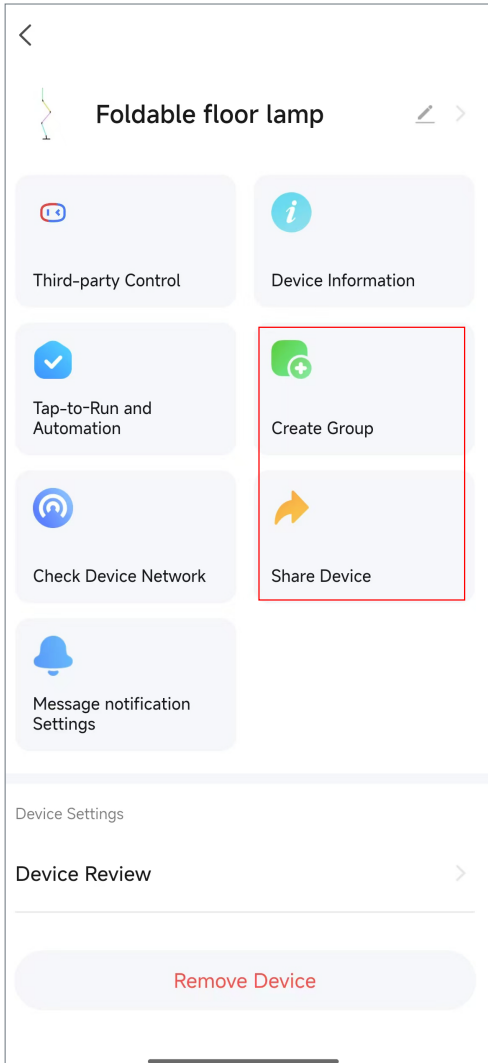 Foldable floor lamp
Third-party Control
Device Information
Tap-to-Run and
Automation
Create Group
Check Device Network
Share Device
Message notification
Settings
Device Settings
Device Review
Remove Device